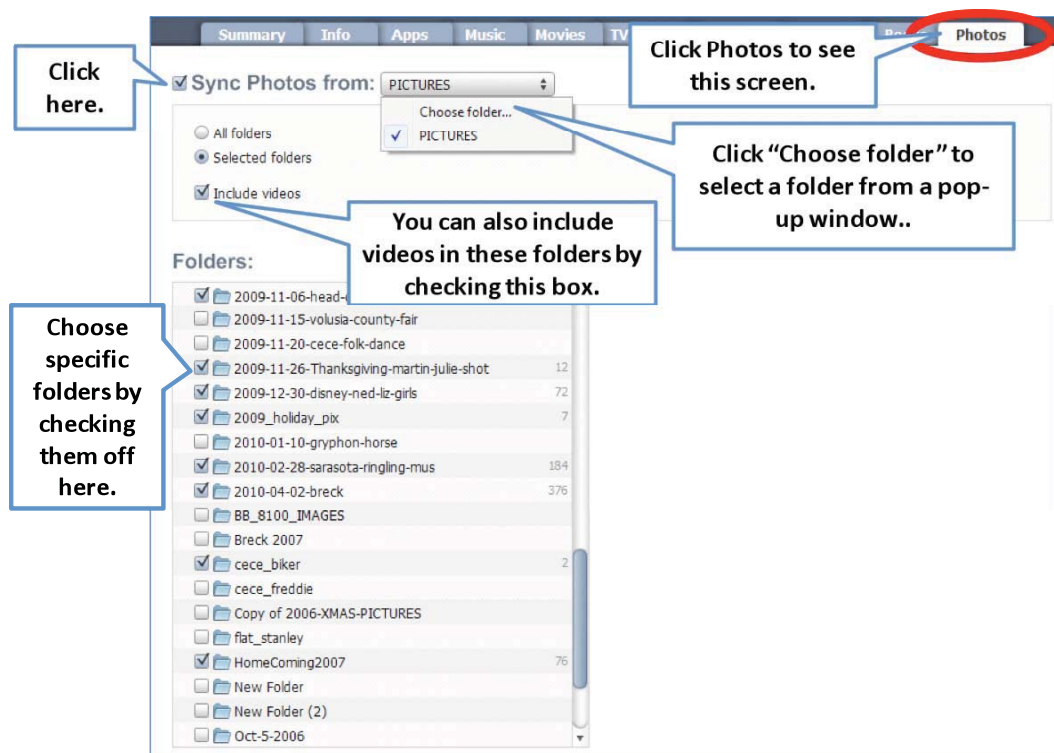 Summary Info Apps Music Movies TV Photos
Click Photos to see
this screen.
Click
here.
Sync Photos from: PICTURES
Choose folder...
PICTURES
All folders
Selected folders
Include videos
Click “Choose folder” to
select a folder from a pop-
up window..
You can also include
videos in these folders by
checking this box.
Folders:
Choose
specific
folders by
checking
them off
here.
2009-11-06-head-
2009-11-15-volusia-county-fair
2009-11-20-cece-folk-dance
2009-11-26-Thanksgiving-martin-julie-shot 12
2009-12-30-disney-ned-liz-girls 72
2009_holiday_pix 7
2010-01-10-gryphon-horse
2010-02-28-sarasota-ringling-mus 184
2010-04-02-breck 376
BB_8100_IMAGES
Breck 2007
cece_biker 2
cece_freddie
Copy of 2006-XMAS-PICTURES
flat_stanley
HomeComing2007 76
New Folder
New Folder (2)
Oct-5-2006